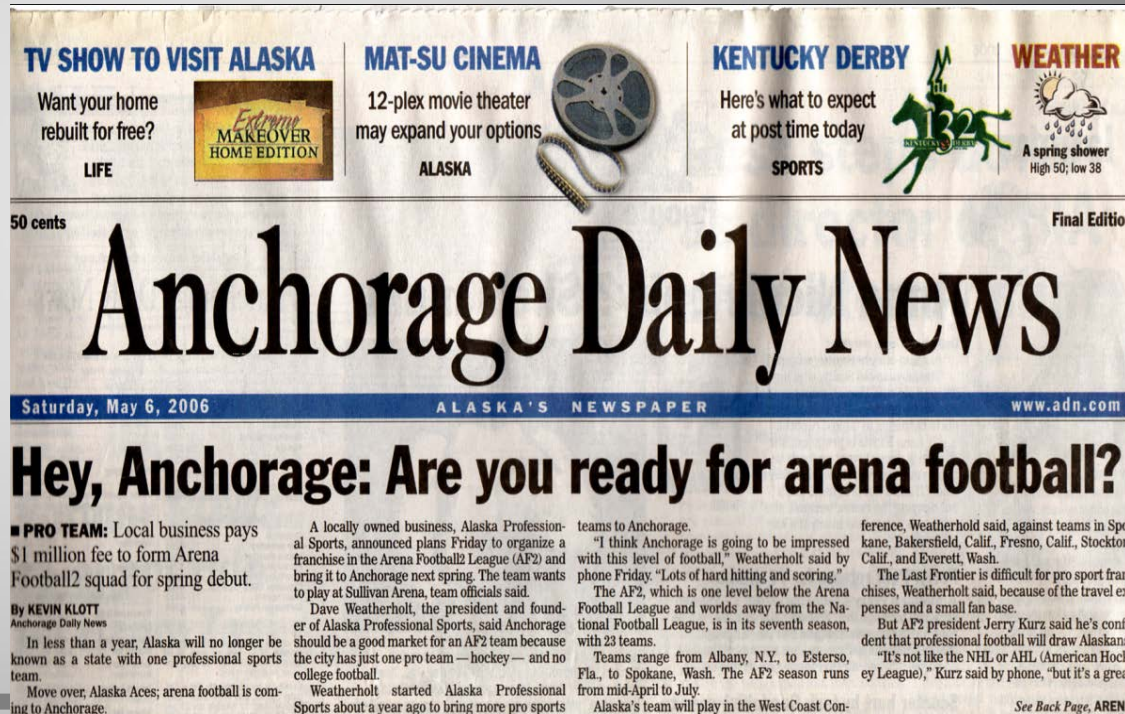 TV SHOW TO VISIT ALASKA
Want your home
rebuilt for free?
LIFE
Extreme
MAKEOVER
HOME EDITION
MAT-SU CINEMA
12-plex movie theater
may expand your options
ALASKA
KENTUCKY DERBY
Here's what to expect
at post time today
SPORTS
132
KENTUCKY DERBY
WEATHER
A spring shower
High 50; low 38
50 cents
Final Editio
Anchorage Daily News
Saturday, May 6, 2006
ALASKA'S NEWSPAPER
www.adn.com
Hey, Anchorage: Are you ready for arena football?
■ PRO TEAM: Local business pays
$1 million fee to form Arena
Football2 squad for spring debut.
By KEVIN KLOTT
Anchorage Daily News
In less than a year, Alaska will no longer be
known as a state with one professional sports
team.
Move over, Alaska Aces; arena football is com-
ing to Anchorage.
A locally owned business, Alaska Profession-
al Sports, announced plans Friday to organize a
franchise in the Arena Football2 League (AF2) and
bring it to Anchorage next spring. The team wants
to play at Sullivan Arena, team officials said.
Dave Weatherholt, the president and found-
er of Alaska Professional Sports, said Anchorage
should be a good market for an AF2 team because
the city has just one pro team — hockey — and no
college football.
Weatherholt started Alaska Professional
Sports about a year ago to bring more pro sports
teams to Anchorage.
"I think Anchorage is going to be impressed
with this level of football," Weatherholt said by
phone Friday. "Lots of hard hitting and scoring."
The AF2, which is one level below the Arena
Football League and worlds away from the Na-
tional Football League, is in its seventh season,
with 23 teams.
Teams range from Albany, N.Y., to Esterso,
Fla., to Spokane, Wash. The AF2 season runs
from mid-April to July.
Alaska's team will play in the West Coast Con-
ference, Weatherhold said, against teams in Spo
kane, Bakersfield, Calif., Fresno, Calif., Stockton
Calif., and Everett, Wash.
The Last Frontier is difficult for pro sport fran
chises, Weatherholt said, because of the travel ex
penses and a small fan base.
But AF2 president Jerry Kurz said he's confi
dent that professional football will draw Alaskans
"It's not like the NHL or AHL (American Hock
ey League)," Kurz said by phone, "but it's a grea
See Back Page, AREN